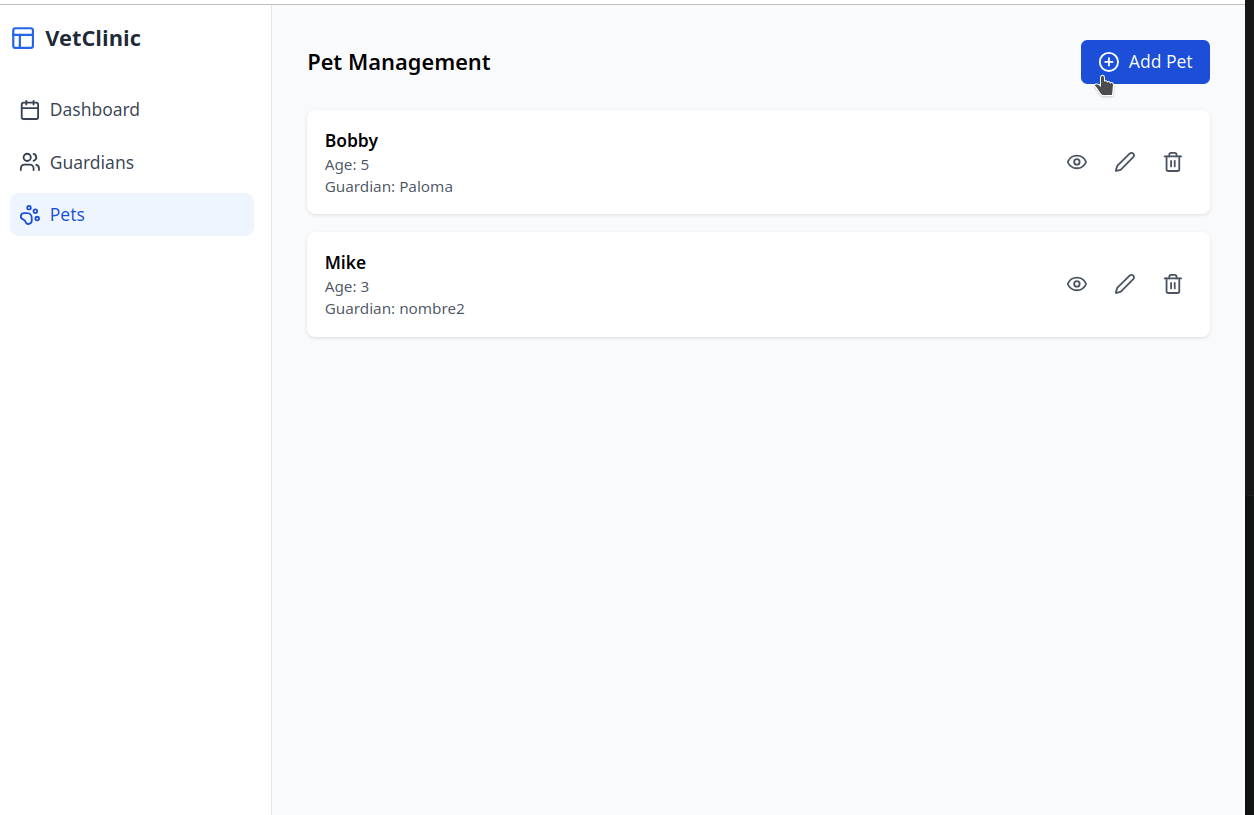 VetClinic
Dashboard
Guardians
Pets
Pet Management
Add Pet
Bobby
Age: 5
Guardian: Paloma
Mike
Age: 3
Guardian: nombre2